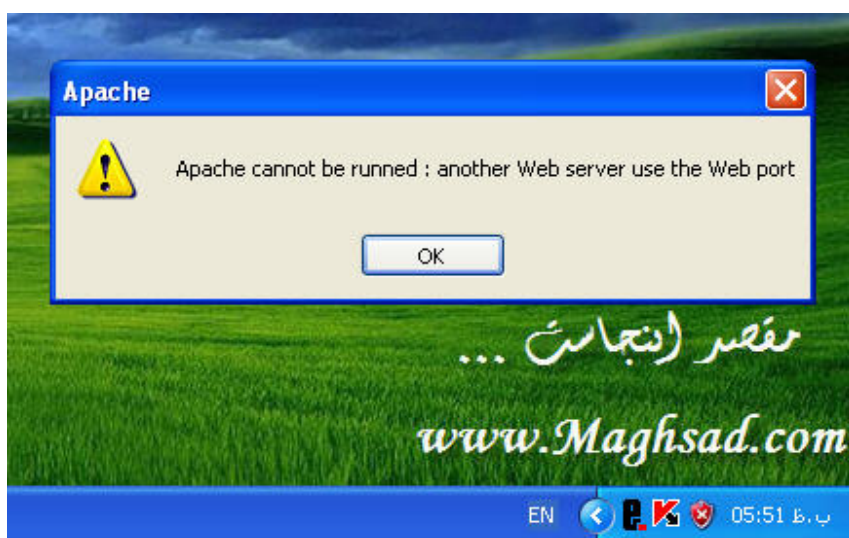 Apache
Apache cannot be runned : another Web server use the Web port
OK
مقصد اینجاست ...
www.Maghsad.com
EN 05:51 ب.ظ